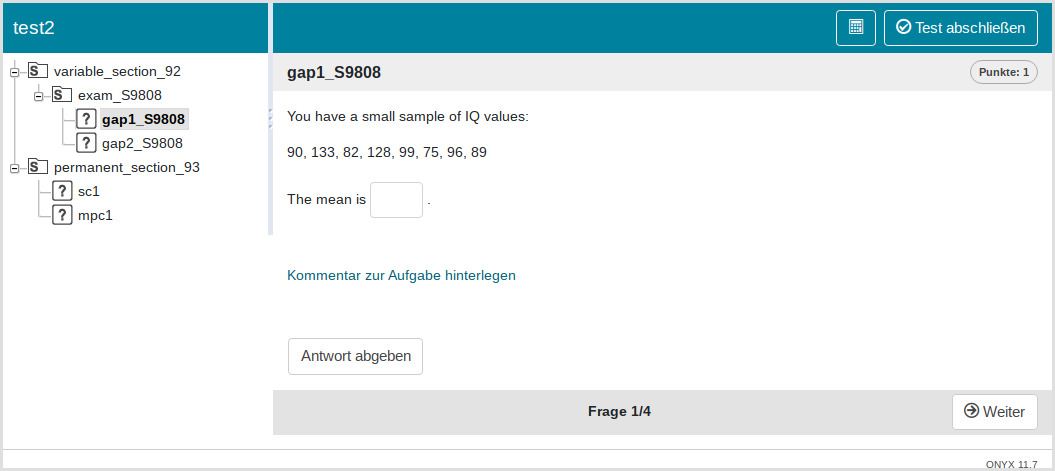 test2
Test abschließen
variable_section_92
exam_S9808
gap1_S9808
gap2_S9808
permanent_section_93
sc1
mpc1
gap1_S9808
Punkte: 1
You have a small sample of IQ values:
90, 133, 82, 128, 99, 75, 96, 89
The mean is .
Kommentar zur Aufgabe hinterlegen
Antwort abgeben
Frage 1/4
Weiter
ONYX 11.7